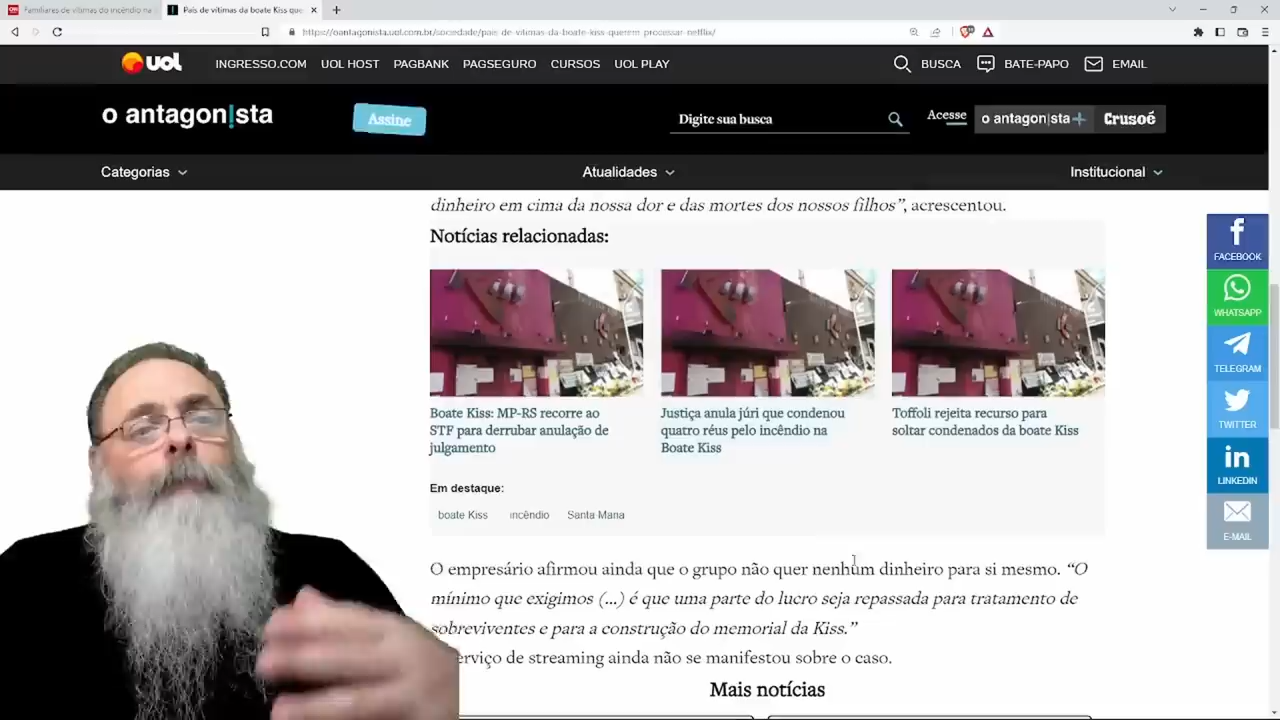 Familiares de vítimas do incêndio na
Pais de vítimas da boate Kiss que
https://oantagonista.uol.com.br/sociedade/pais-de-vitimas-da-boate-kiss-querem-processar-netflix/
UOL
INGRESSO.COM
UOL HOST
PAGBANK
PAGSEGURO
CURSOS
UOL PLAY
BUSCA
BATE-PAPO
EMAIL
o antagon!sta
Assine
Digite sua busca
Acesse
o antagon|sta+
Crusoé
Categorias
Atualidades
Institucional
dinheiro em cima da nossa dor e das mortes dos nossos filhos”, acrescentou.
Notícias relacionadas:
Boate Kiss: MP-RS recorre ao
STF para derrubar anulação de
julgamento
Justiça anula júri que condenou
quatro réus pelo incêndio na
Boate Kiss
Toffoli rejeita recurso para
soltar condenados da boate Kiss
Em destaque:
boate Kiss
incêndio
Santa Maria
O empresário afirmou ainda que o grupo não quer nenhum dinheiro para si mesmo. “O
mínimo que exigimos (...) é que uma parte do lucro seja repassada para tratamento de
sobreviventes e para a construção do memorial da Kiss.”
erviço de streaming ainda não se manifestou sobre o caso.
Mais notícias
FACEBOOK
WHATSAPP
TELEGRAM
TWITTER
LINKEDIN
E-MAIL